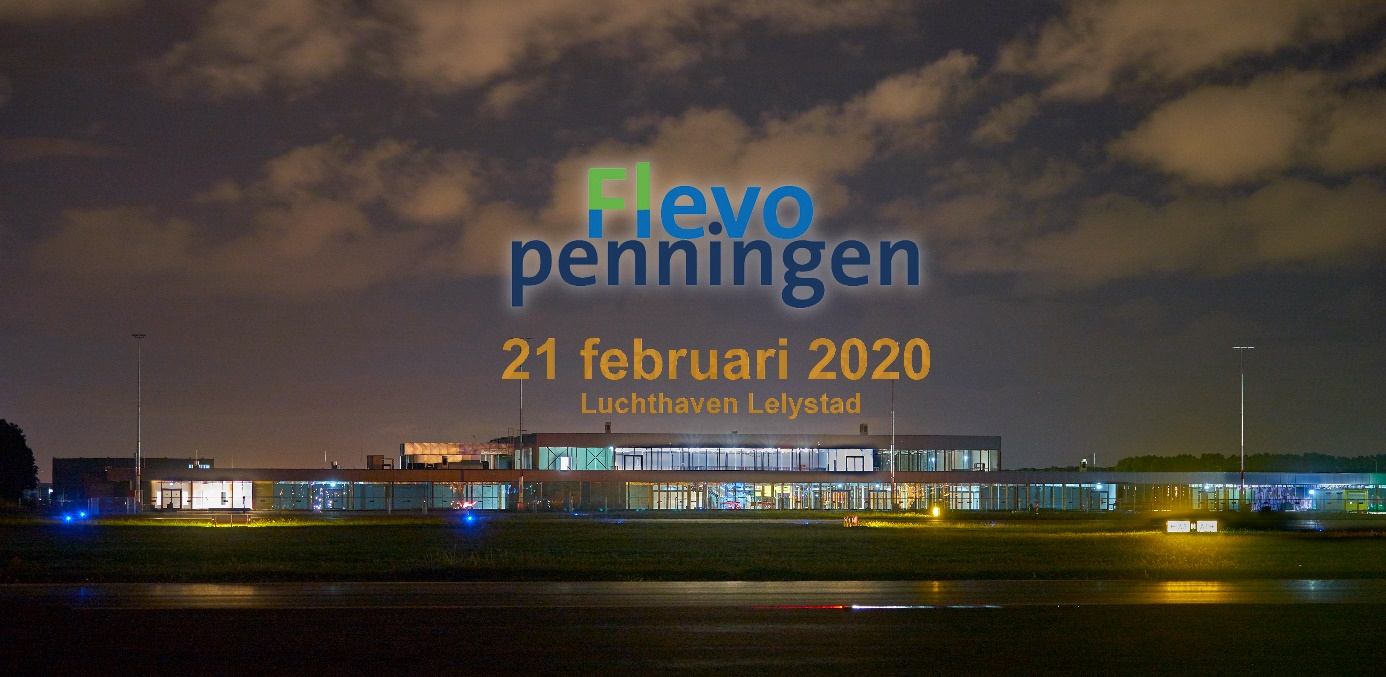 Flevo
penningen
21 februari 2020
Luchthaven Lelystad